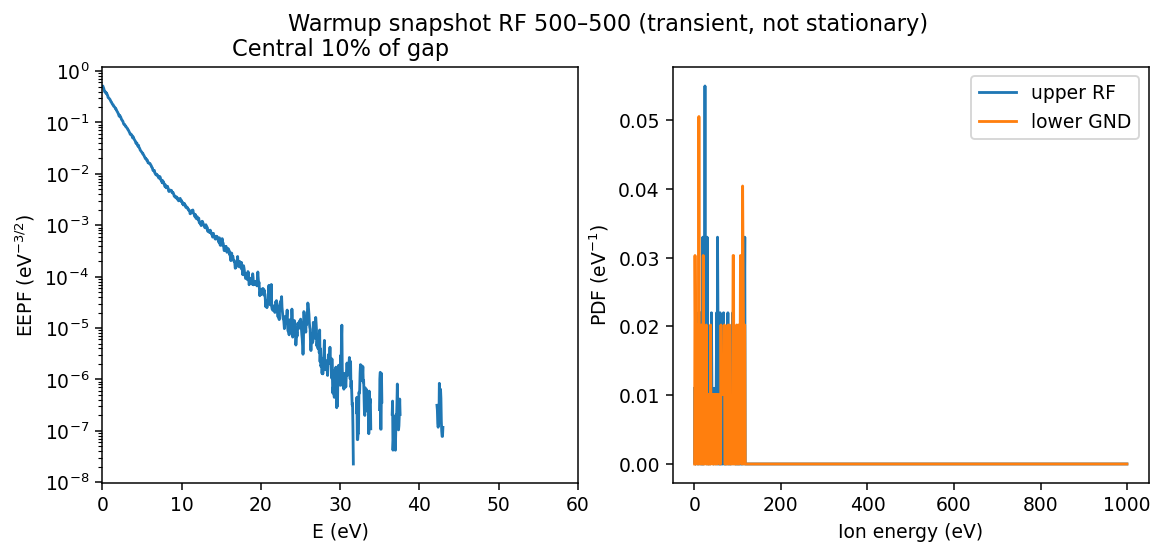 Warmup snapshot RF 500–500 (transient, not stationary)
Central 10% of gap
10⁰
10⁻¹
10⁻²
10⁻³
10⁻⁴
10⁻⁵
10⁻⁶
10⁻⁷
10⁻⁸
EEPF (eV⁻³/²)
0 10 20 30 40 50 60
E (eV)
upper RF
lower GND
0.05
0.04
0.03
0.02
0.01
0.00
PDF (eV⁻¹)
0 200 400 600 800 1000
Ion energy (eV)